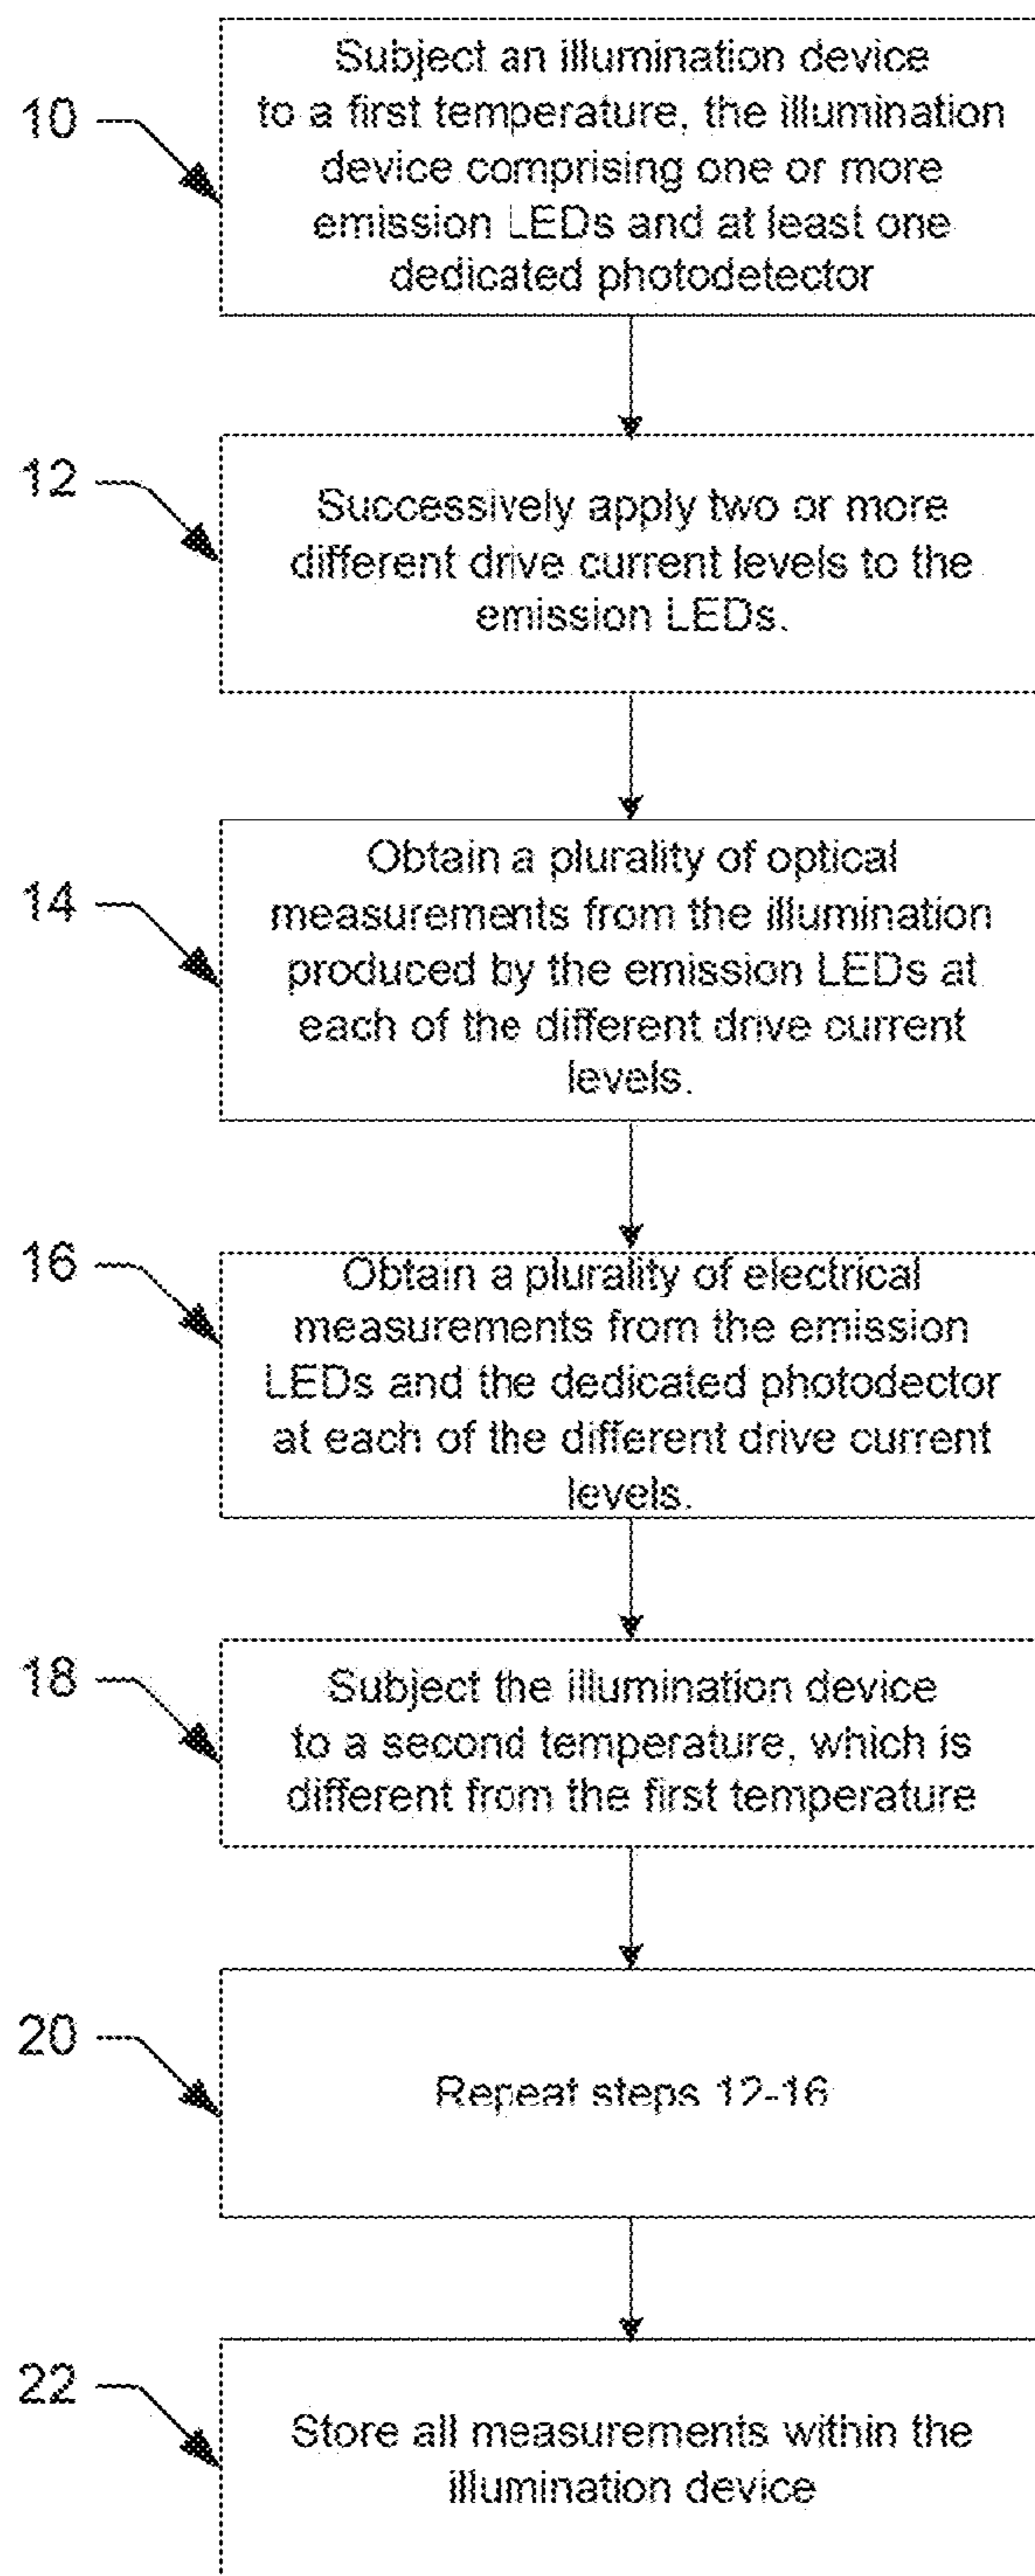 10
Subject an illumination device
to a first temperature, the illumination
device comprising one or more
emission LEDs and at least one
dedicated photodetector
12
Successively apply two or more
different drive current levels to the
emission LEDs.
14
Obtain a plurality of optical
measurements from the illumination
produced by the emission LEDs at
each of the different drive current
levels.
16
Obtain a plurality of electrical
measurements from the emission
LEDs and the dedicated photodector
at each of the different drive current
levels.
18
Subject the illumination device
to a second temperature, which is
different from the first temperature
20
Repeat steps 12-16
22
Store all measurements within the
illumination device